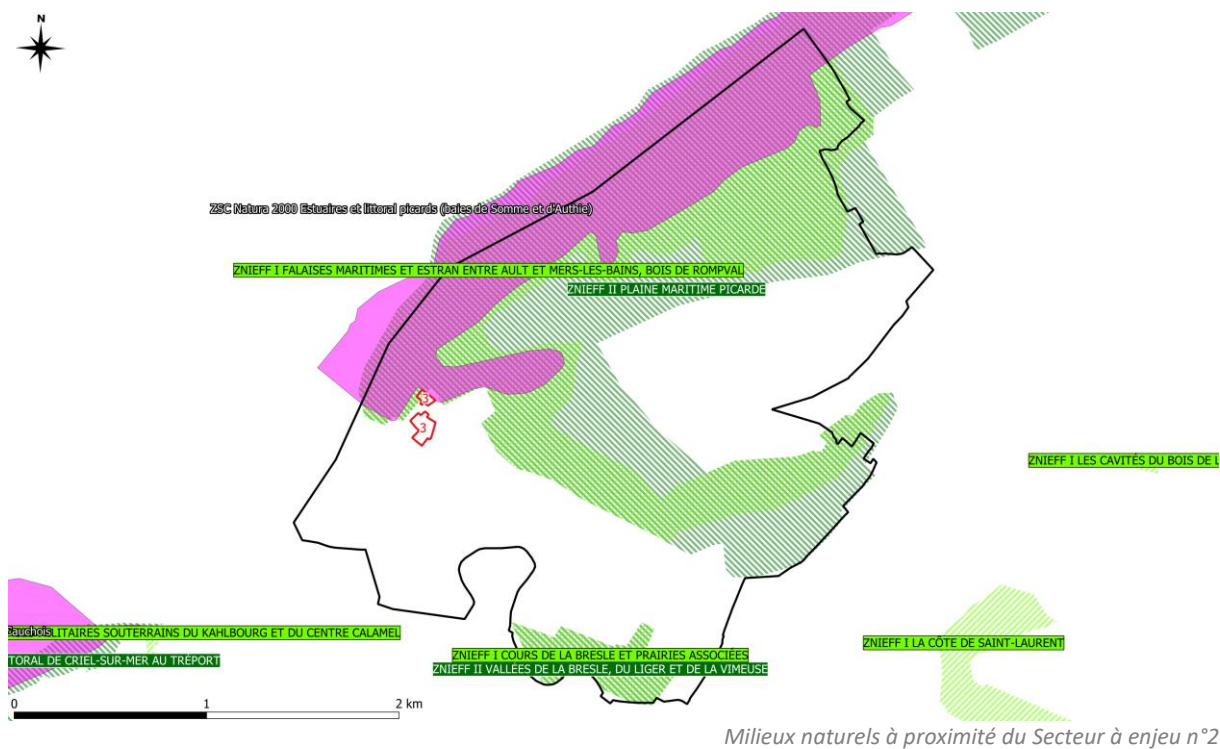 N
ZSC Natura 2000 Estuaires et littoral picards (baies de Somme et d'Authie)
ZNIEFF I FALAISES MARITIMES ET ESTRAN ENTRE AULT ET MERS-LES-BAINS, BOIS DE ROMPVAL
ZNIEFF II PLAINE MARITIME PICARDE
3
3
ZNIEFF I LES CAVITÉS DU BOIS DE L
Cauchois
LITAIRES SOUTERRAINS DU KAHLBOURG ET DU CENTRE CALAMEL
ZNIEFF I LA CÔTE DE SAINT-LAURENT
ZNIEFF I COURS DE LA BRESLE ET PRAIRIES ASSOCIÉES
TORAL DE CRIEL-SUR-MER AU TRÉPORT
ZNIEFF II VALLÉES DE LA BRESLE, DU LIGER ET DE LA VIMEUSE
0 1 2 km
Milieux naturels à proximité du Secteur à enjeu n°2